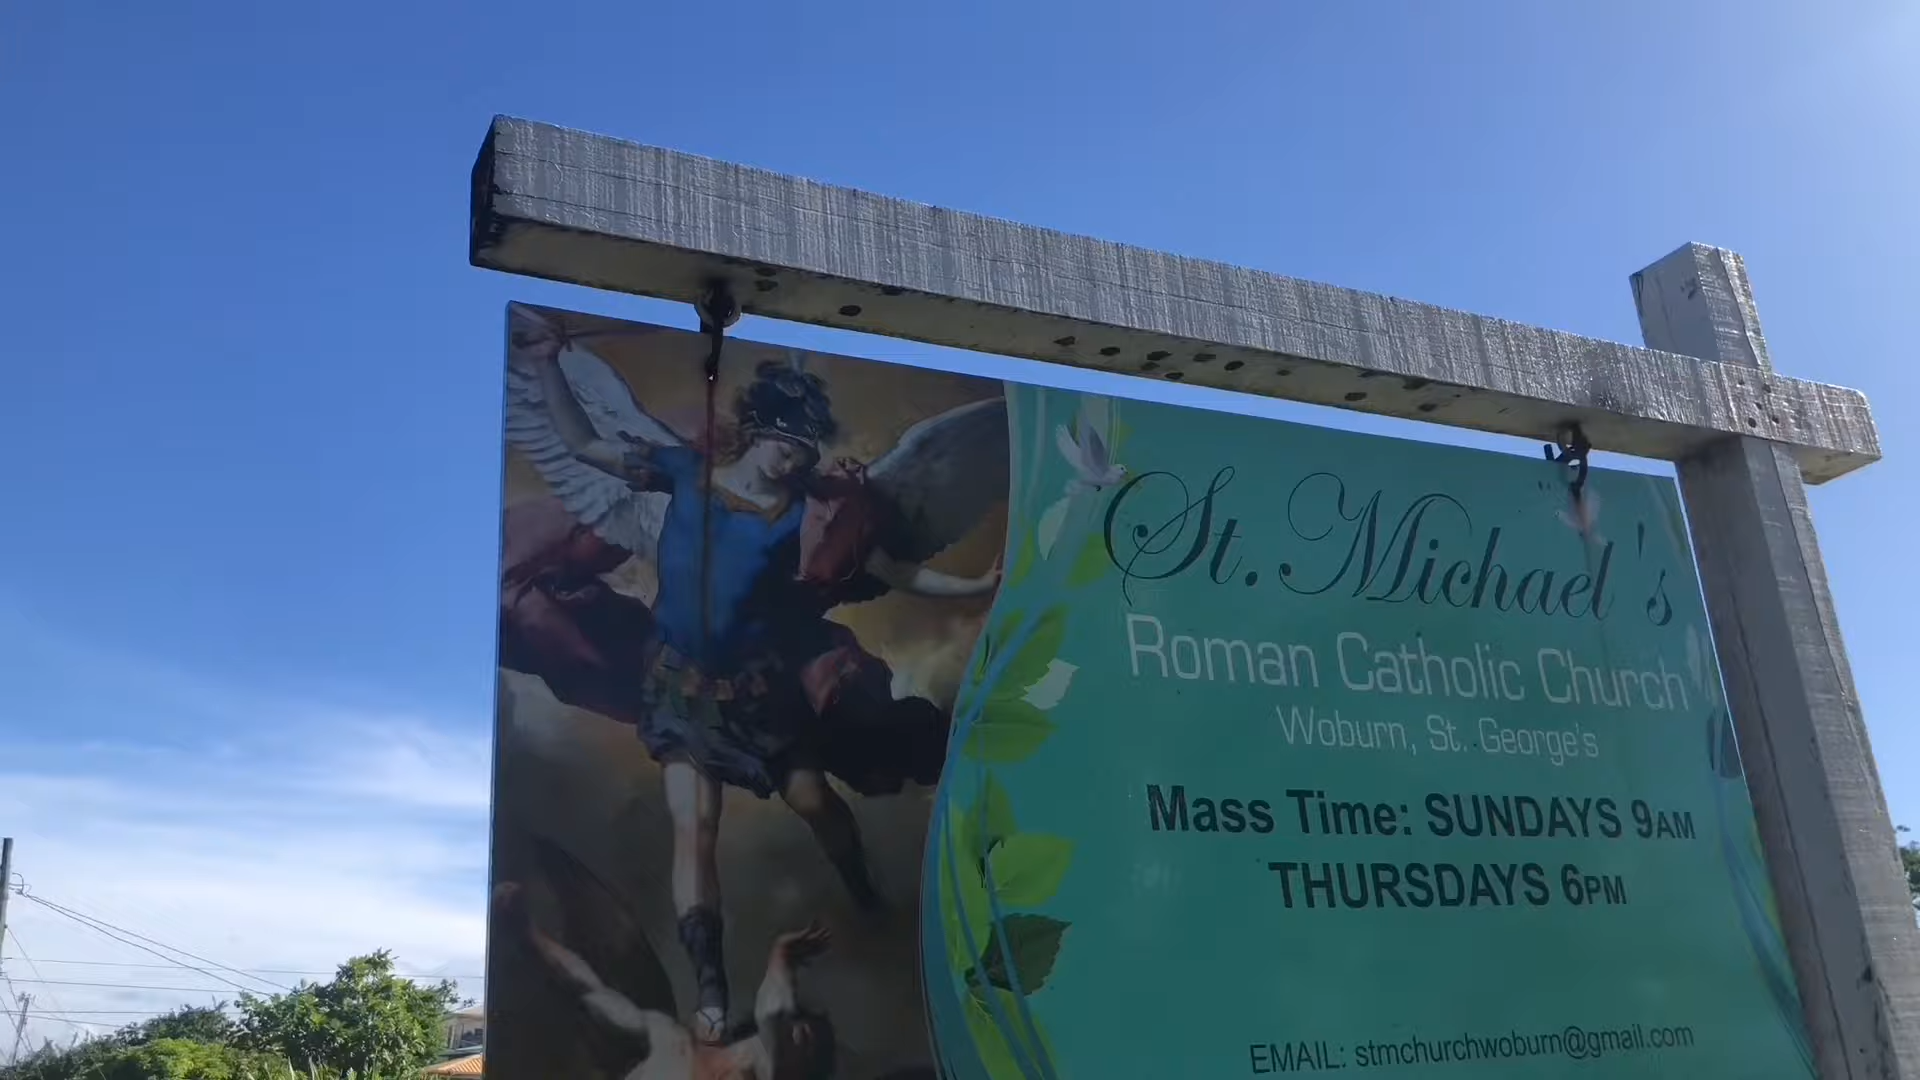 St. Michael's
Roman Catholic Church
Woburn, St. George's
Mass Time: SUNDAYS 9AM
THURSDAYS 6PM
EMAIL: stmchurchwoburn@gmail.com